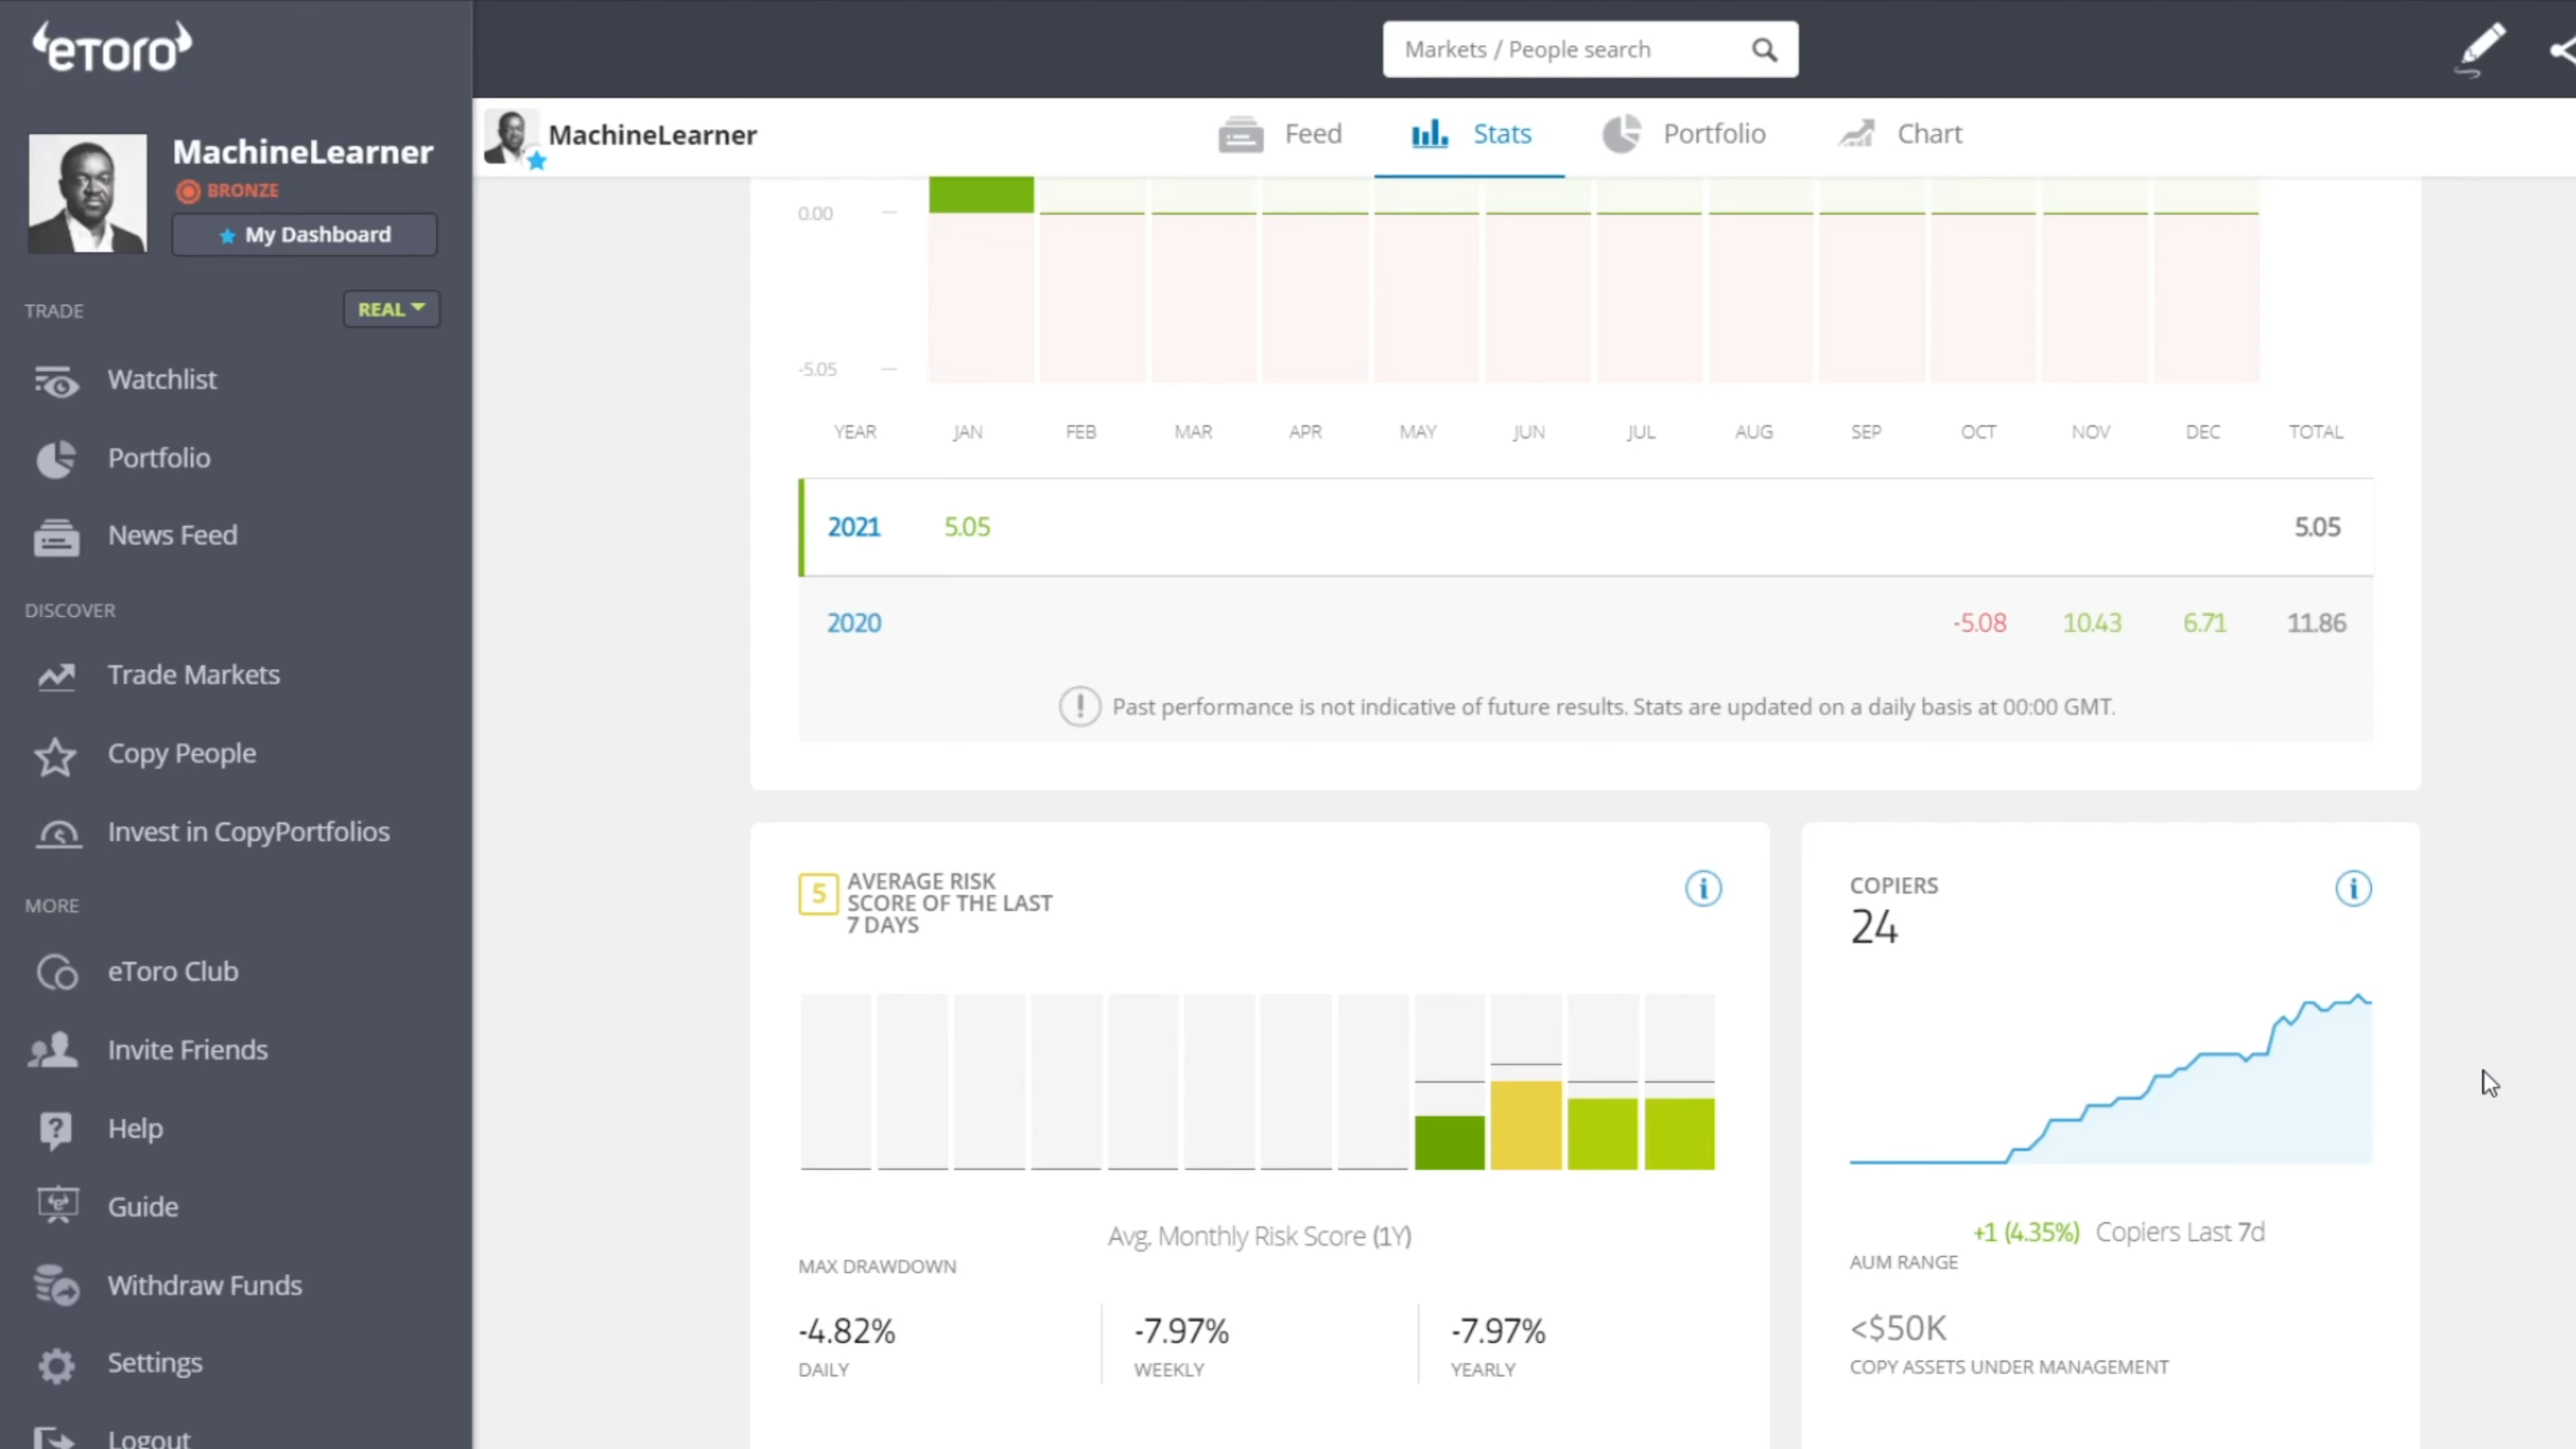 eToro
Markets / People search
MachineLearner
BRONZE
My Dashboard
TRADE
REAL
Watchlist
Portfolio
News Feed
DISCOVER
Trade Markets
Copy People
Invest in CopyPortfolios
MORE
eToro Club
Invite Friends
Help
Guide
Withdraw Funds
Settings
Logout
MachineLearner
Feed
Stats
Portfolio
Chart
0.00
-5.05
YEAR JAN FEB MAR APR MAY JUN JUL AUG SEP OCT NOV DEC TOTAL
2021 5.05 5.05
2020 -5.08 10.43 6.71 11.86
Past performance is not indicative of future results. Stats are updated on a daily basis at 00:00 GMT.
5
AVERAGE RISK
SCORE OF THE LAST
7 DAYS
Avg. Monthly Risk Score (1Y)
MAX DRAWDOWN
-4.82% -7.97% -7.97%
DAILY WEEKLY YEARLY
COPIERS
24
+1 (4.35%) Copiers Last 7d
AUM RANGE
<$50K
COPY ASSETS UNDER MANAGEMENT